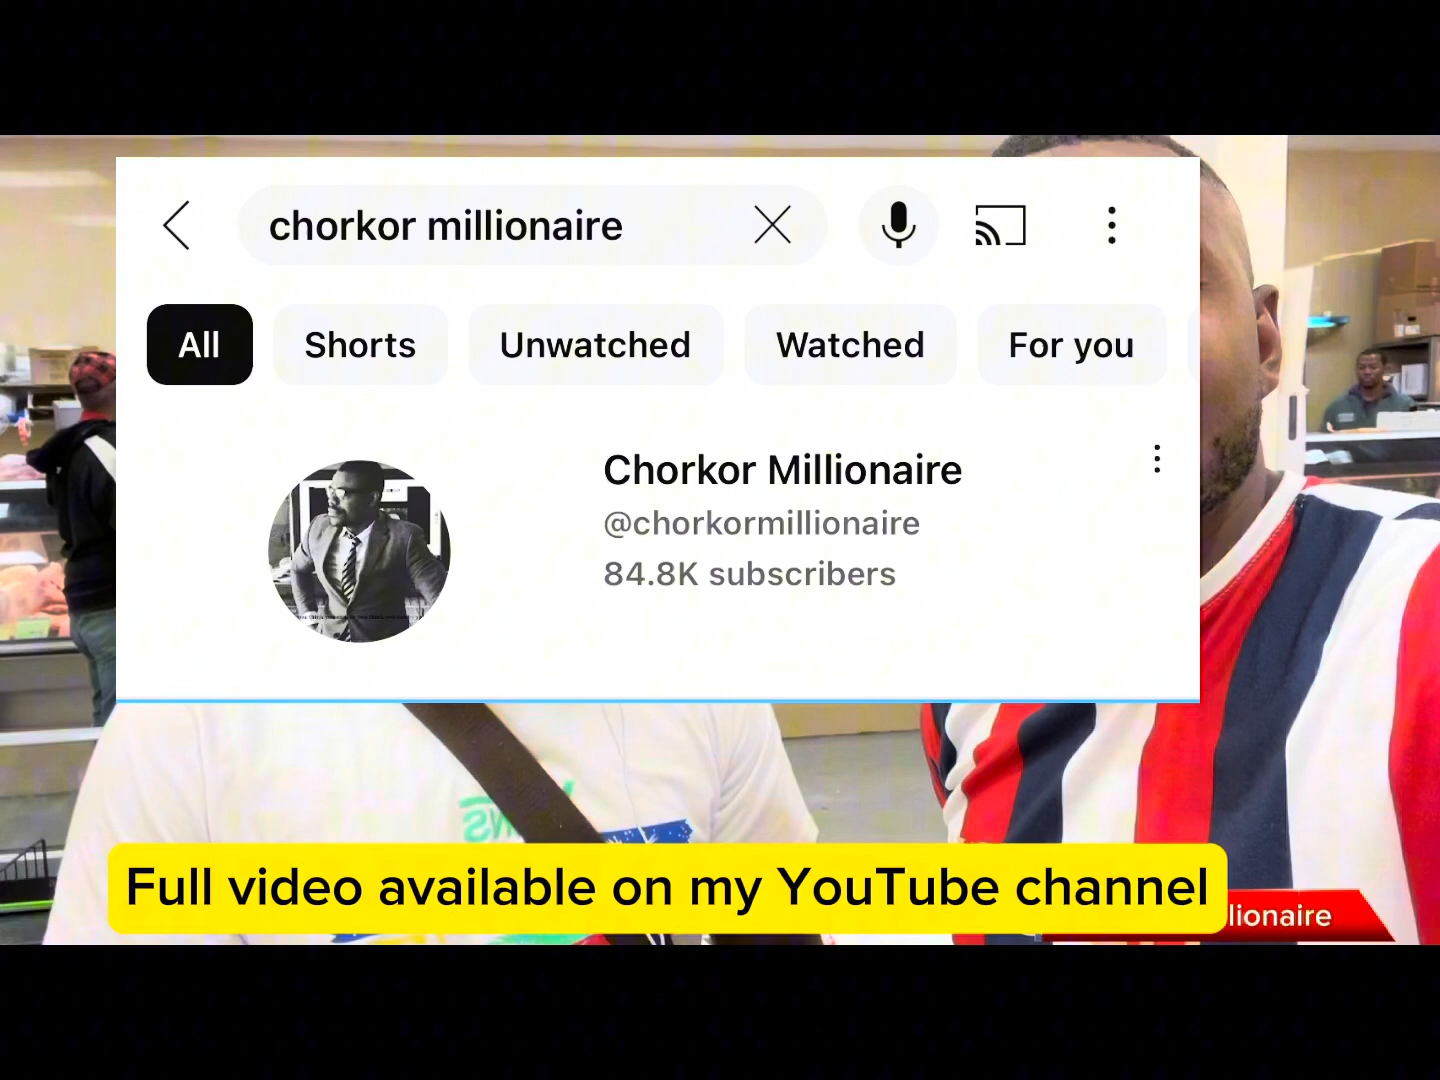 chorkor millionaire
All
Shorts
Unwatched
Watched
For you
Chorkor Millionaire
@chorkormillionaire
84.8K subscribers
Full video available on my YouTube channel
lionaire